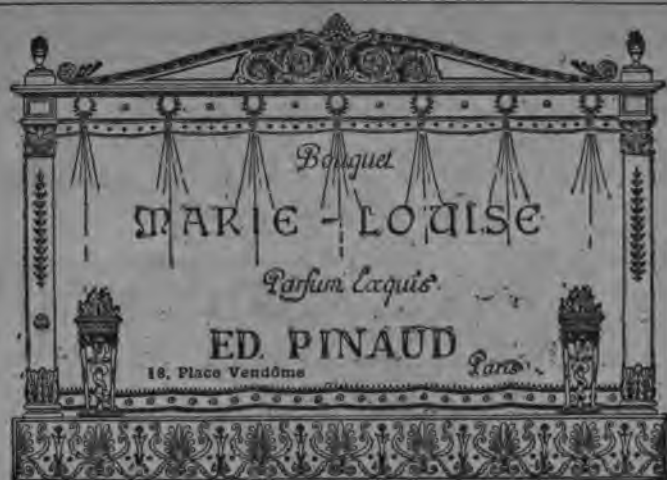 Bouquet
MARIE - LOUISE
Parfum Exquis
ED. PINAUD
18, Place Vendôme Paris